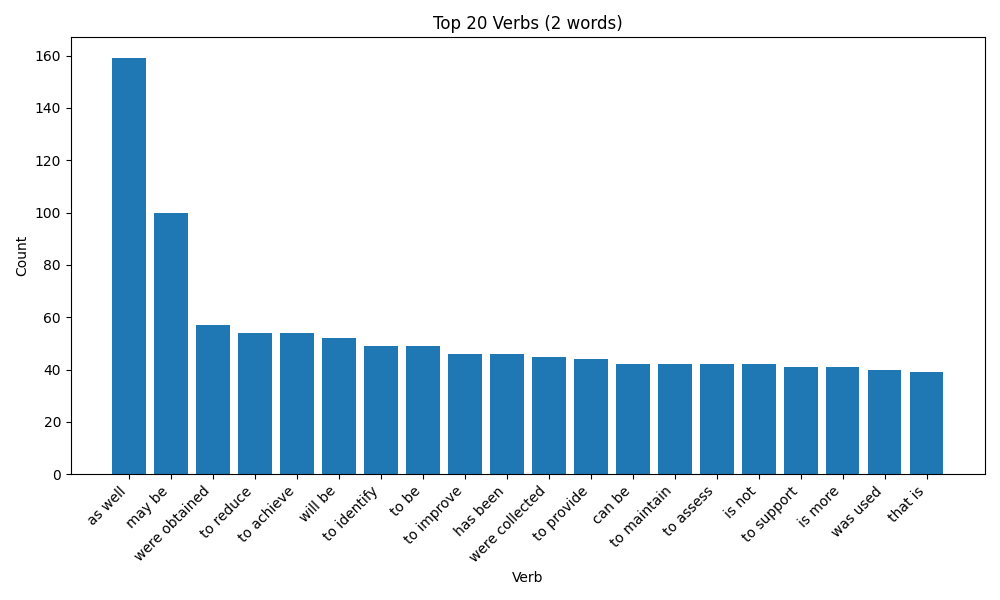 Top 20 Verbs (2 words)
Count
160
140
120
100
80
60
40
20
0
as well
may be
were obtained
to reduce
to achieve
will be
to identify
to be
to improve
has been
were collected
to provide
can be
to maintain
to assess
is not
to support
is more
was used
that is
Verb